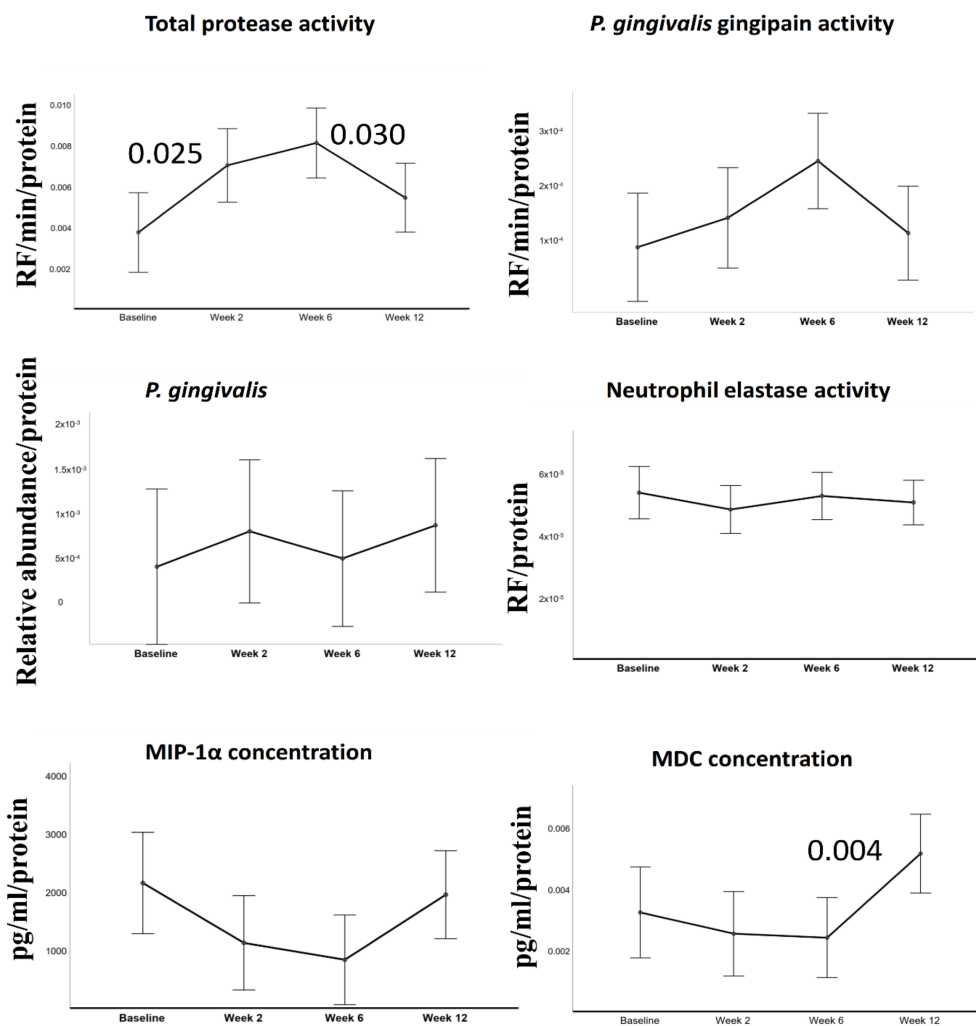 Total protease activity
RF/min/protein
0.010
0.008
0.006
0.004
0.002
0.025
0.030
Baseline Week 2 Week 6 Week 12
P. gingivalis gingipain activity
RF/min/protein
3x10⁻⁴
2x10⁻⁴
1x10⁻⁴
Baseline Week 2 Week 6 Week 12
P. gingivalis
Relative abundance/protein
2x10⁻³
1.5x10⁻³
1x10⁻³
5x10⁻⁴
0
Baseline Week 2 Week 6 Week 12
Neutrophil elastase activity
RF/protein
6x10⁻⁵
4x10⁻⁵
2x10⁻⁵
Baseline Week 2 Week 6 Week 12
MIP-1α concentration
pg/ml/protein
4000
3000
2000
1000
Baseline Week 2 Week 6 Week 12
MDC concentration
pg/ml/protein
0.006
0.004
0.002
0.004
Baseline Week 2 Week 6 Week 12